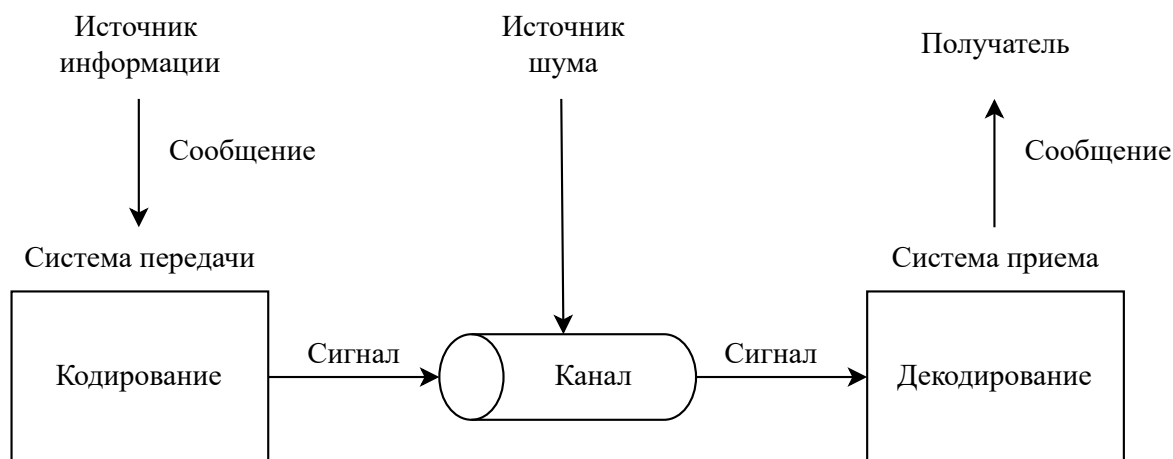 Источник
информации
Источник
шума
Получатель
Сообщение
Сообщение
Система передачи
Система приема
Кодирование
Сигнал
Канал
Сигнал
Декодирование